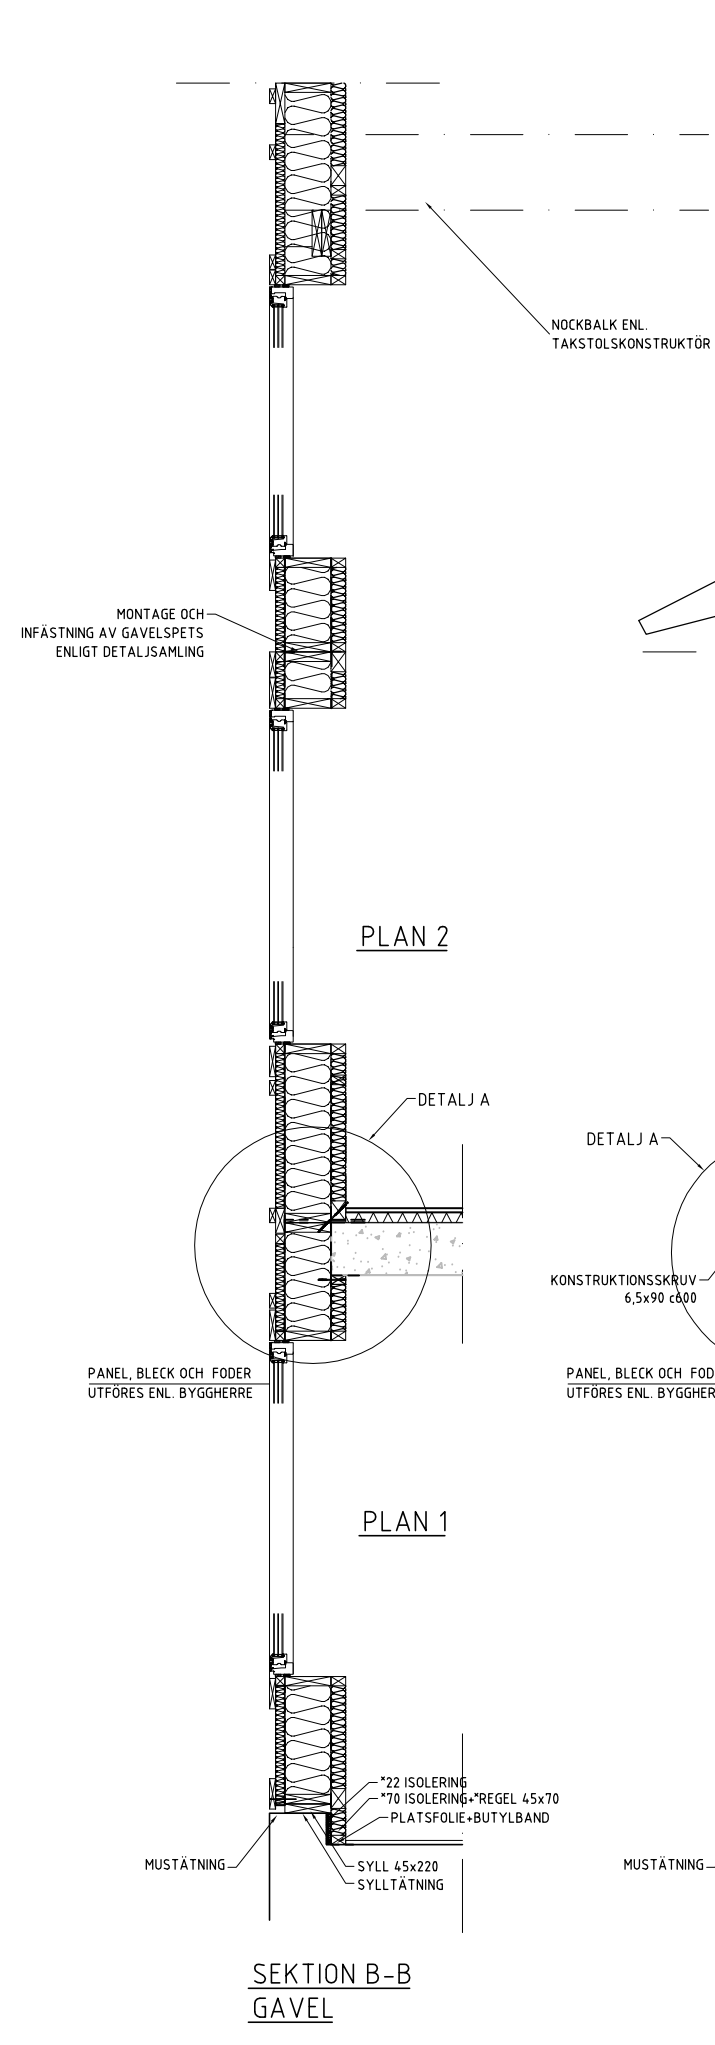 NOCKBALK ENL.
TAKSTOLSKONSTRUKTÖR
MONTAGE OCH
INFÄSTNING AV GAVELSPETS
ENLIGT DETALJSAMLING
PLAN 2
DETALJ A
DETALJ A
KONSTRUKTIONSSKRUV
6,5x90 c600
PANEL, BLECK OCH FODER
UTFÖRES ENL. BYGGHERRE
PANEL, BLECK OCH FOD
UTFÖRES ENL. BYGGHER
PLAN 1
*22 ISOLERING
*70 ISOLERING+*REGEL 45x70
PLATSFOLIE+BUTYLBAND
MUSTÄTNING
SYLL 45x220
SYLLTÄTNING
MUSTÄTNING
SEKTION B-B
GAVEL